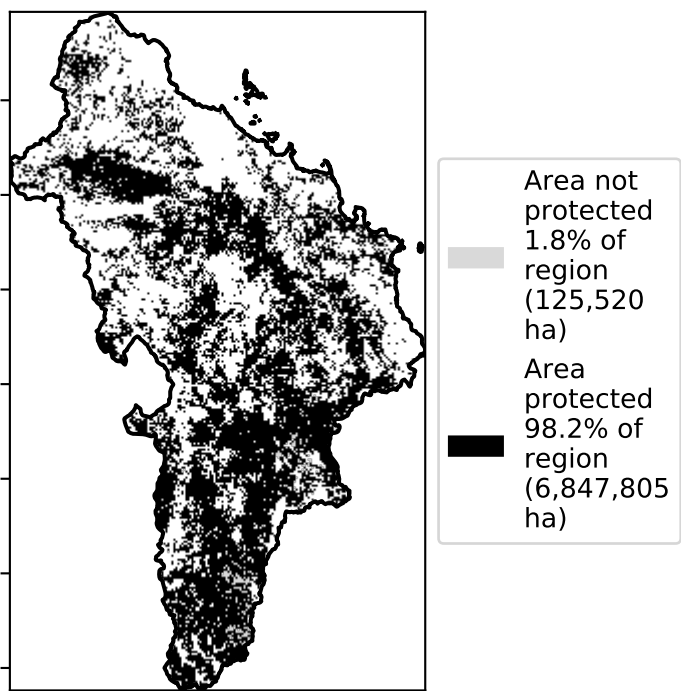 Area not
protected
1.8% of
region
(125,520
ha)
Area
protected
98.2% of
region
(6,847,805
ha)